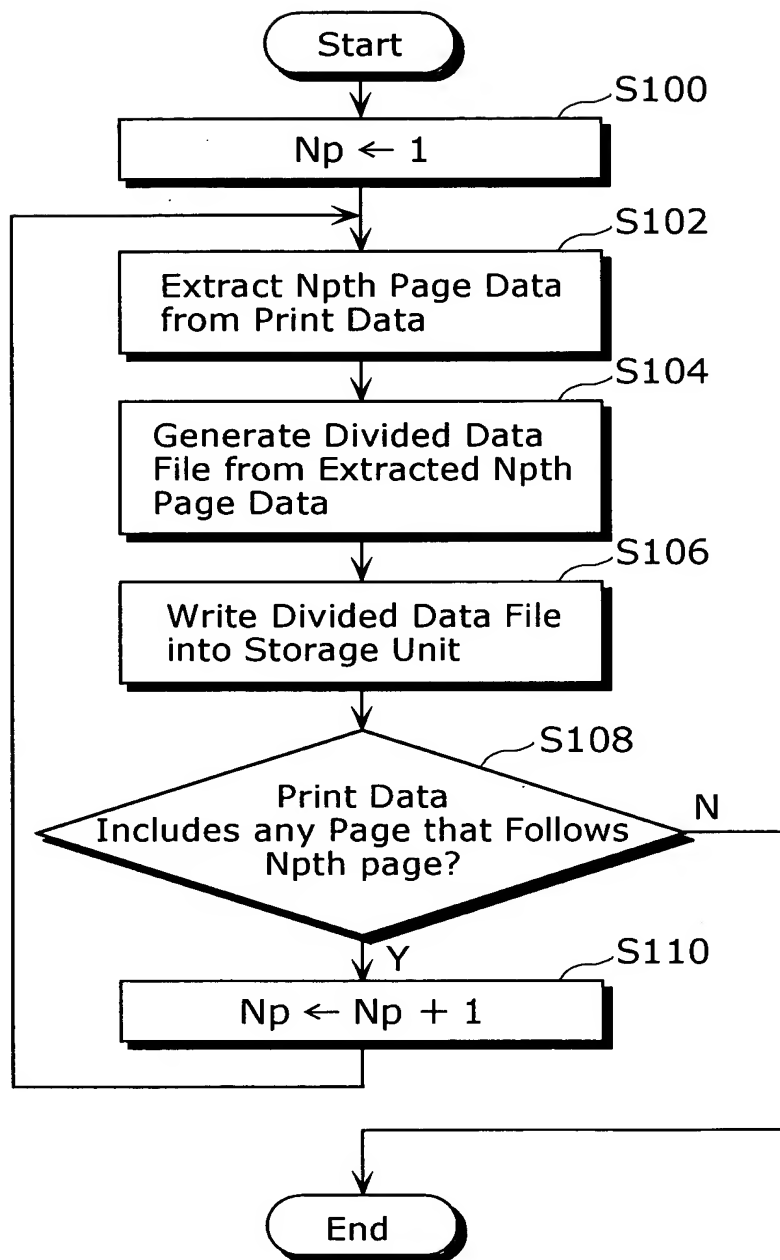 Start
S100
Np ← 1
S102
Extract Npth Page Data
from Print Data
S104
Generate Divided Data
File from Extracted Npth
Page Data
S106
Write Divided Data File
into Storage Unit
S108
Print Data
Includes any Page that Follows
Npth page?
N
Y
S110
Np ← Np + 1
End